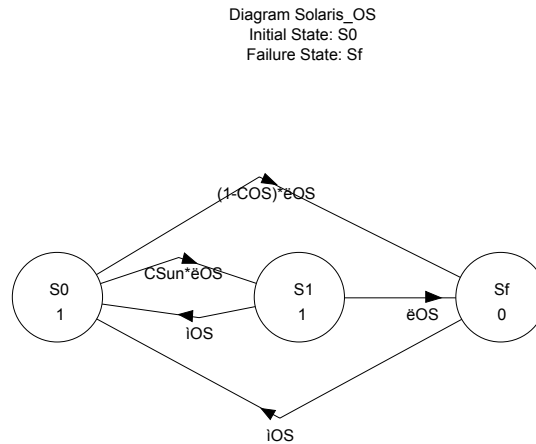 Diagram Solaris_OS
Initial State: S0
Failure State: Sf
(1-COS)*ëOS
CSun*ëOS
S0
1
S1
1
Sf
0
ìOS
ëOS
ìOS